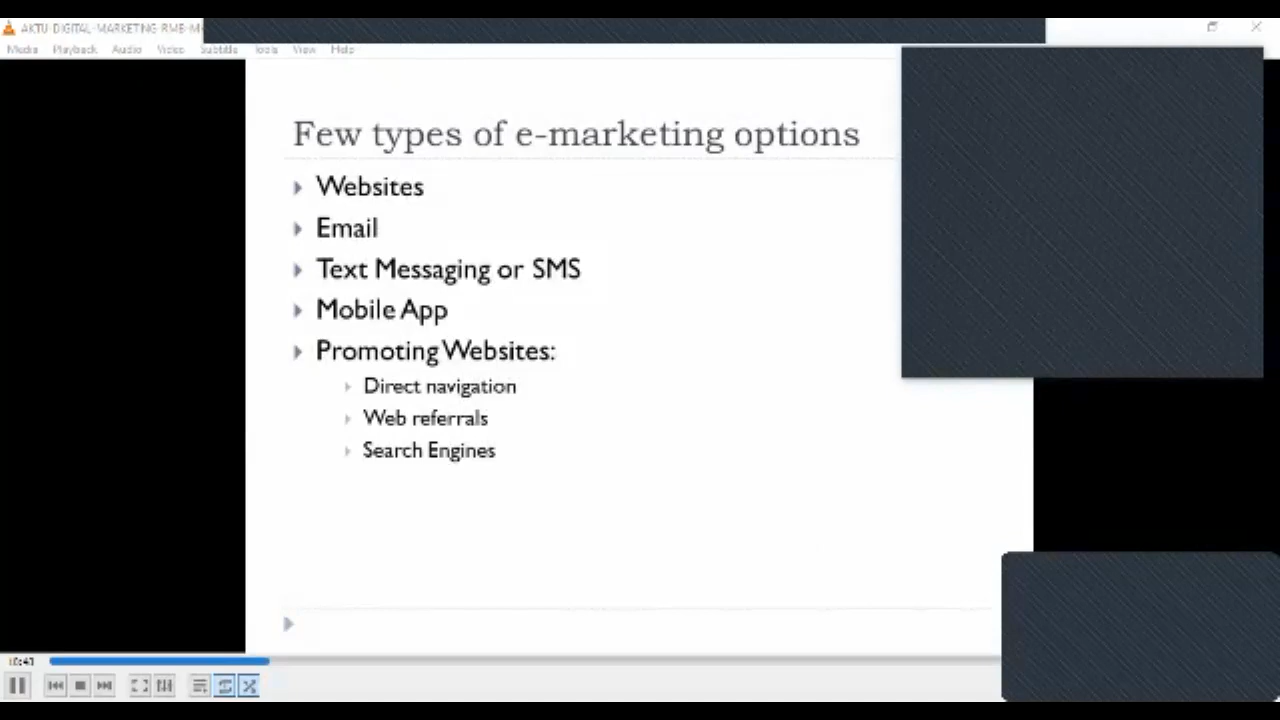 AKTU-DIGITAL-MARKETING-RMB-M
Media Playback Audio Video Subtitle Tools View Help
Few types of e-marketing options
Websites
Email
Text Messaging or SMS
Mobile App
Promoting Websites:
Direct navigation
Web referrals
Search Engines